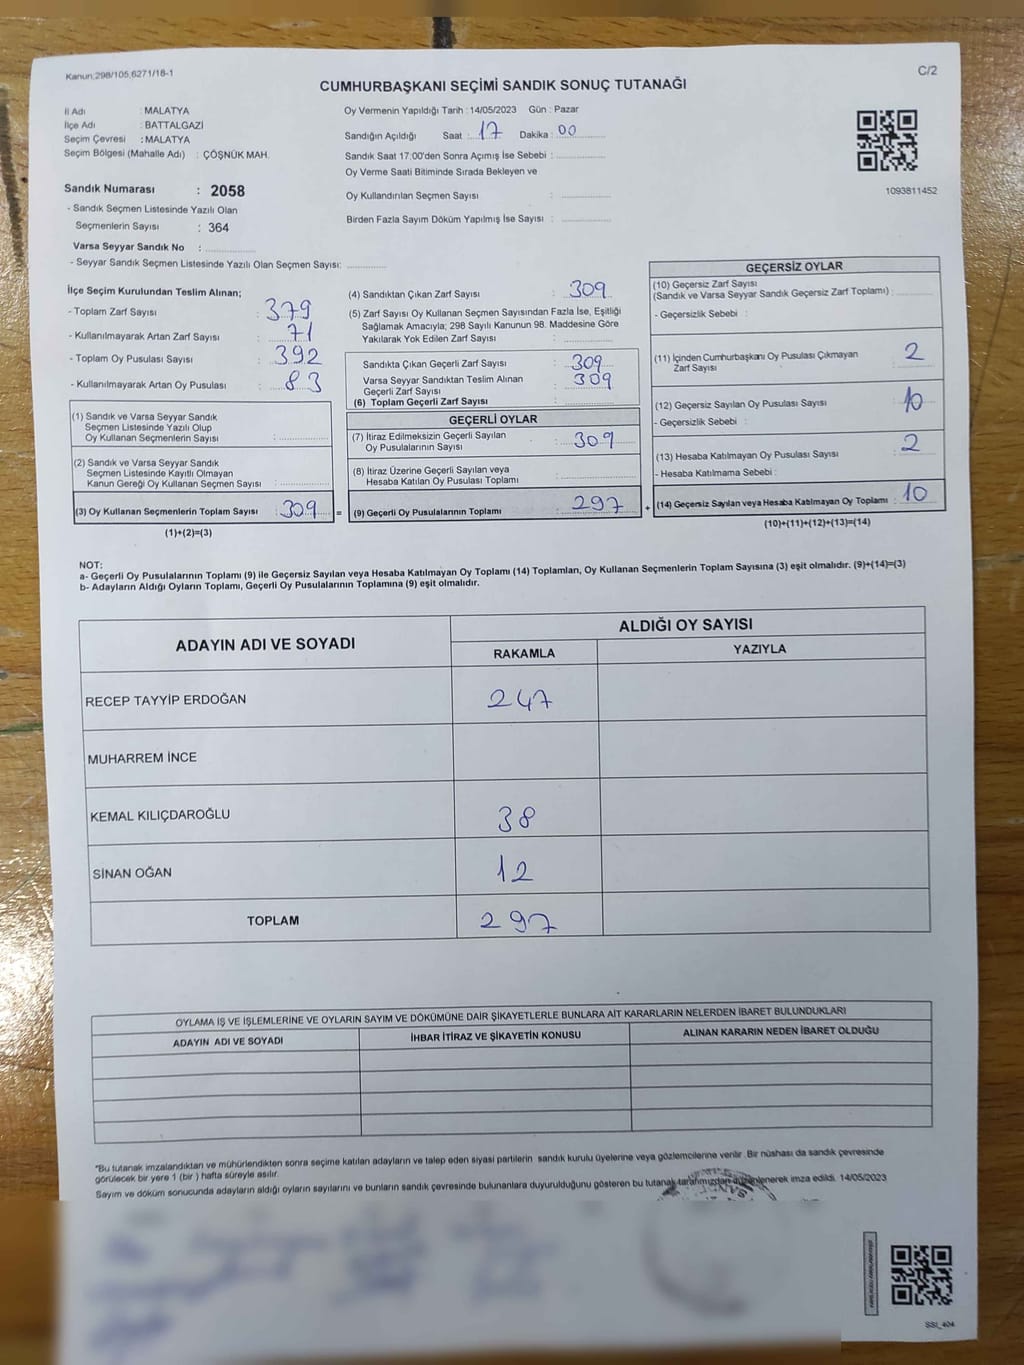 Kanun:298/105,6271/18-1
C/2
CUMHURBAŞKANI SEÇİMİ SANDIK SONUÇ TUTANAĞI
İl Adı : MALATYA
İlçe Adı : BATTALGAZİ
Seçim Çevresi : MALATYA
Seçim Bölgesi (Mahalle Adı) : ÇÖŞNÜK MAH.
Sandık Numarası : 2058
- Sandık Seçmen Listesinde Yazılı Olan
Seçmenlerin Sayısı : 364
Varsa Seyyar Sandık No :
- Seyyar Sandık Seçmen Listesinde Yazılı Olan Seçmen Sayısı:
Oy Vermenin Yapıldığı Tarih : 14/05/2023 Gün : Pazar
Sandığın Açıldığı Saat : 17 Dakika : 00
Sandık Saat 17:00'den Sonra Açımış İse Sebebi :
Oy Verme Saati Bitiminde Sırada Bekleyen ve
Oy Kullandırılan Seçmen Sayısı :
Birden Fazla Sayım Döküm Yapılmış İse Sayısı :
1093811452
İlçe Seçim Kurulundan Teslim Alınan;
- Toplam Zarf Sayısı : 379
- Kullanılmayarak Artan Zarf Sayısı : 71
- Toplam Oy Pusulası Sayısı : 392
- Kullanılmayarak Artan Oy Pusulası : 83
(1) Sandık ve Varsa Seyyar Sandık
Seçmen Listesinde Yazılı Olup
Oy Kullanan Seçmenlerin Sayısı :
(2) Sandık ve Varsa Seyyar Sandık
Seçmen Listesinde Kayıtlı Olmayan
Kanun Gereği Oy Kullanan Seçmen Sayısı :
(3) Oy Kullanan Seçmenlerin Toplam Sayısı : 309 =
(1)+(2)=(3)
(4) Sandıktan Çıkan Zarf Sayısı : 309
(5) Zarf Sayısı Oy Kullanan Seçmen Sayısından Fazla İse, Eşitliği
Sağlamak Amacıyla; 298 Sayılı Kanunun 98. Maddesine Göre
Yakılarak Yok Edilen Zarf Sayısı :
Sandıkta Çıkan Geçerli Zarf Sayısı : 309
Varsa Seyyar Sandıktan Teslim Alınan : 309
Geçerli Zarf Sayısı
(6) Toplam Geçerli Zarf Sayısı :
GEÇERLİ OYLAR
(7) İtiraz Edilmeksizin Geçerli Sayılan : 309
Oy Pusulalarının Sayısı
(8) İtiraz Üzerine Geçerli Sayılan veya
Hesaba Katılan Oy Pusulası Toplamı :
(9) Geçerli Oy Pusulalarının Toplamı : 297 +
GEÇERSİZ OYLAR
(10) Geçersiz Zarf Sayısı
(Sandık ve Varsa Seyyar Sandık Geçersiz Zarf Toplamı) :
- Geçersizlik Sebebi :
(11) İçinden Cumhurbaşkanı Oy Pusulası Çıkmayan : 2
Zarf Sayısı
(12) Geçersiz Sayılan Oy Pusulası Sayısı : 10
- Geçersizlik Sebebi :
(13) Hesaba Katılmayan Oy Pusulası Sayısı : 2
- Hesaba Katılmama Sebebi :
(14) Geçersiz Sayılan veya Hesaba Katılmayan Oy Toplamı : 10
(10)+(11)+(12)+(13)=(14)
NOT:
a- Geçerli Oy Pusulalarının Toplamı (9) ile Geçersiz Sayılan veya Hesaba Katılmayan Oy Toplamı (14) Toplamları, Oy Kullanan Seçmenlerin Toplam Sayısına (3) eşit olmalıdır. (9)+(14)=(3)
b- Adayların Aldığı Oyların Toplamı, Geçerli Oy Pusulalarının Toplamına (9) eşit olmalıdır.
ADAYIN ADI VE SOYADI
ALDIĞI OY SAYISI
RAKAMLA YAZIYLA
RECEP TAYYİP ERDOĞAN 247
MUHARREM İNCE
KEMAL KILIÇDAROĞLU 38
SİNAN OĞAN 12
TOPLAM 297
OYLAMA İŞ VE İŞLEMLERİNE VE OYLARIN SAYIM VE DÖKÜMÜNE DAİR ŞİKAYETLERLE BUNLARA AİT KARARLARIN NELERDEN İBARET BULUNDUKLARI
ADAYIN ADI VE SOYADI İHBAR İTİRAZ VE ŞİKAYETİN KONUSU ALINAN KARARIN NEDEN İBARET OLDUĞU
*Bu tutanak imzalandıktan ve mühürlendikten sonra seçime katılan adayların ve talep eden siyasi partilerin sandık kurulu üyelerine veya gözlemcilerine verilir. Bir nüshası da sandık çevresinde
görülecek bir yere 1 (bir ) hafta süreyle asılır.
Sayım ve döküm sonucunda adayların aldığı oyların sayılarını ve bunların sandık çevresinde bulunanlara duyurulduğunu gösteren bu tutanak tarafımızdan düzenlenerek imza edildi. 14/05/2023
SSI_404